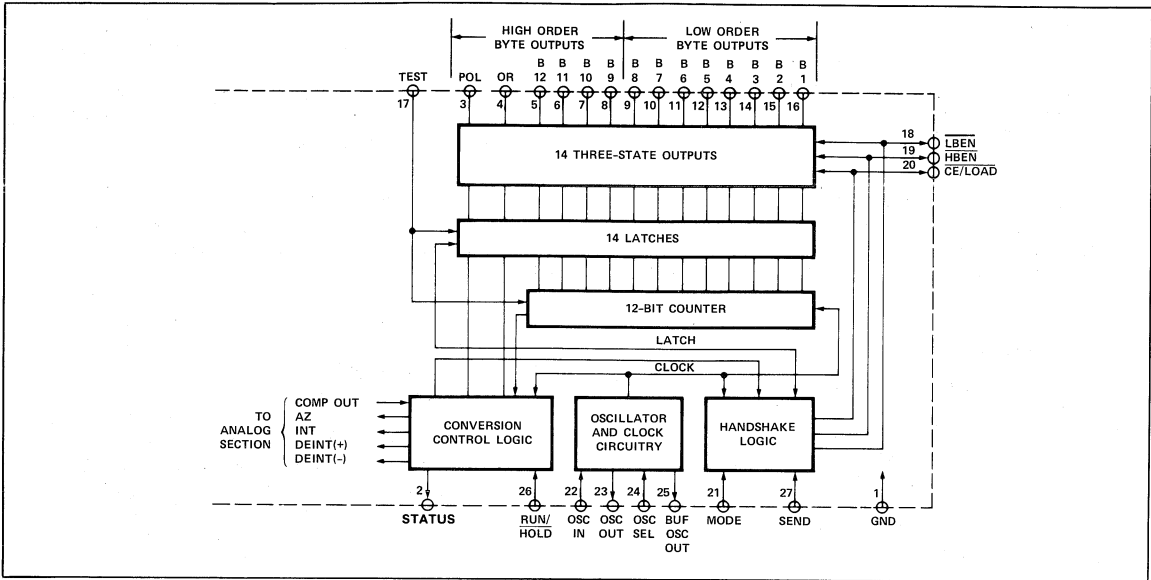 HIGH ORDER
BYTE OUTPUTS
LOW ORDER
BYTE OUTPUTS
B B B B B B B B B B B B
TEST POL OR 12 11 10 9 8 7 6 5 4 3 2 1
17 3 4 5 6 7 8 9 10 11 12 13 14 15 16
14 THREE-STATE OUTPUTS
18 LBEN
19 HBEN
20 CE/LOAD
14 LATCHES
12-BIT COUNTER
LATCH
CLOCK
TO
ANALOG
SECTION
COMP OUT
AZ
INT
DEINT(+)
DEINT(-)
CONVERSION
CONTROL LOGIC
OSCILLATOR
AND CLOCK
CIRCUITRY
HANDSHAKE
LOGIC
2 26 22 23 24 25 21 27 1
STATUS
RUN/
HOLD
OSC
IN
OSC
OUT
OSC
SEL
BUF
OSC
OUT
MODE
SEND
GND